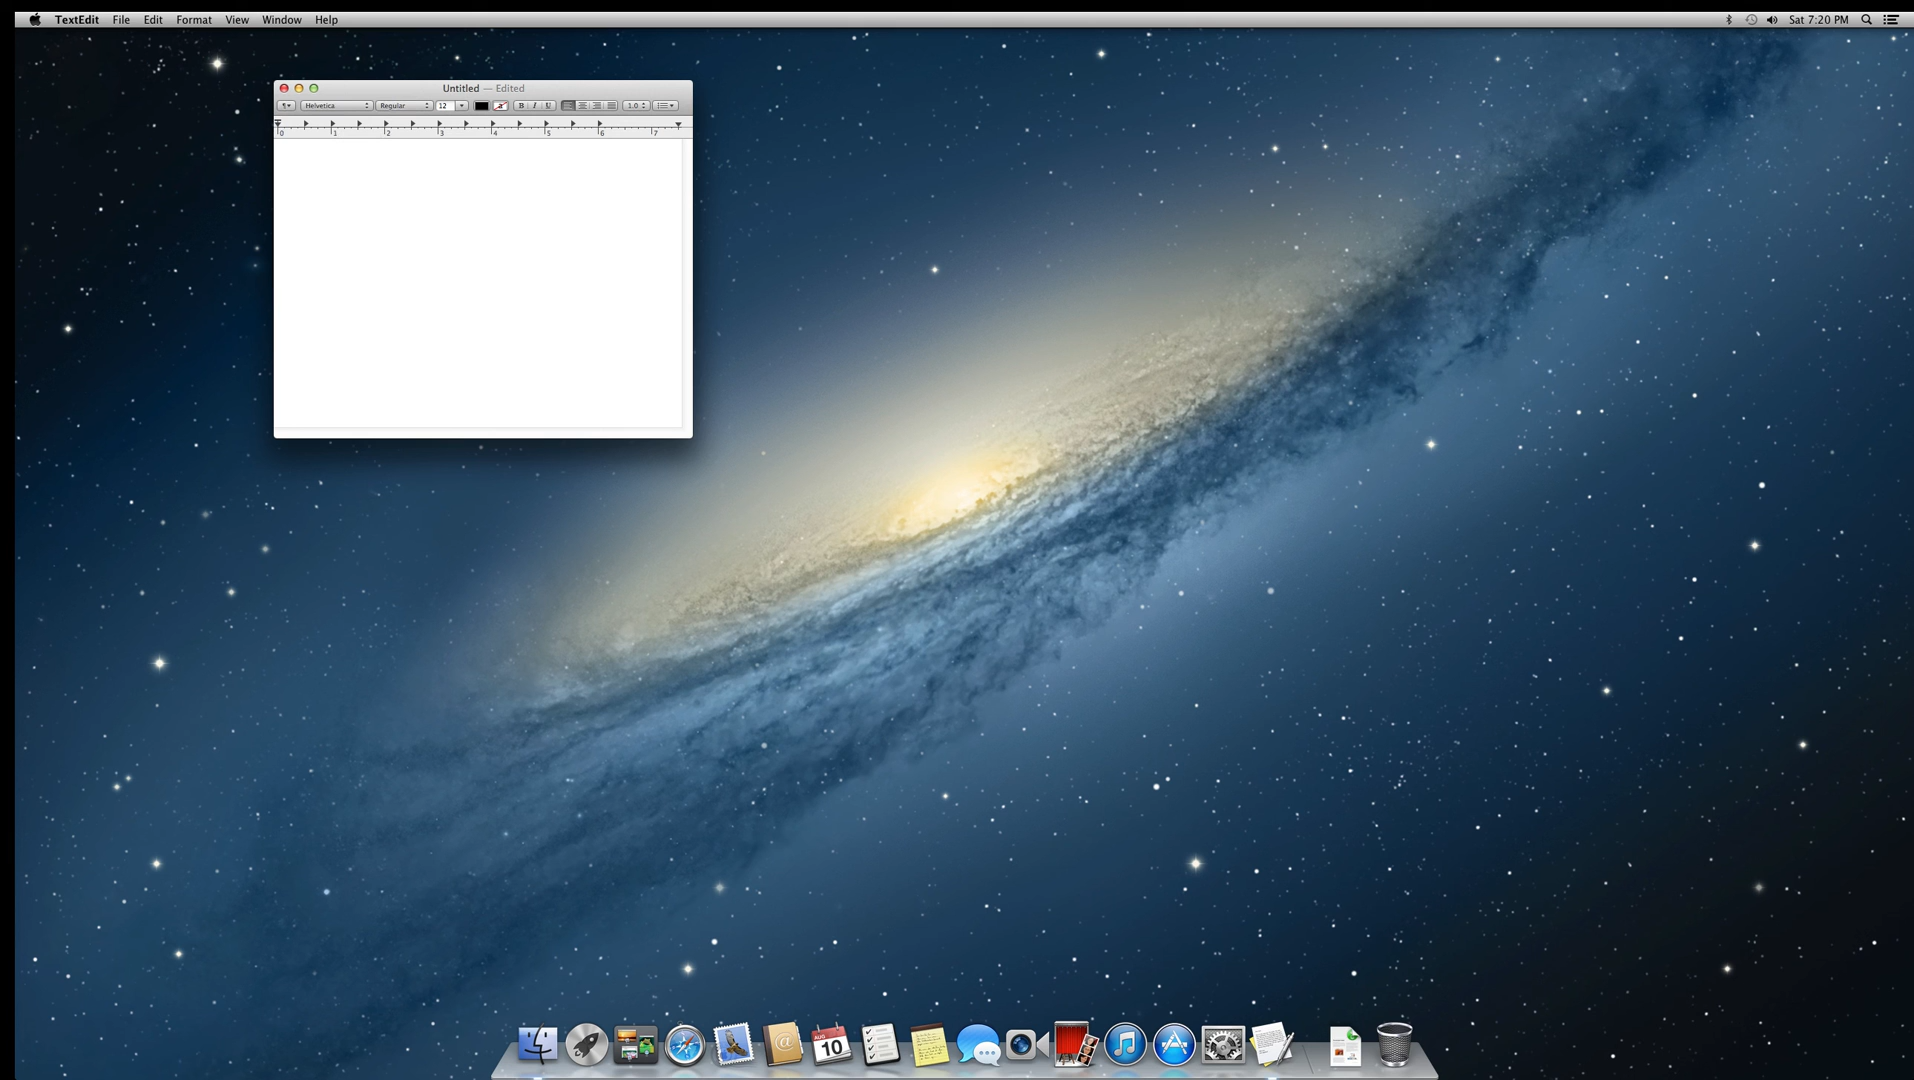 TextEdit File Edit Format View Window Help Sat 7:20 PM
Untitled — Edited
¶ Helvetica Regular 12 a B I U 1.0
0 1 2 3 4 5 6 7
AUG
10
@